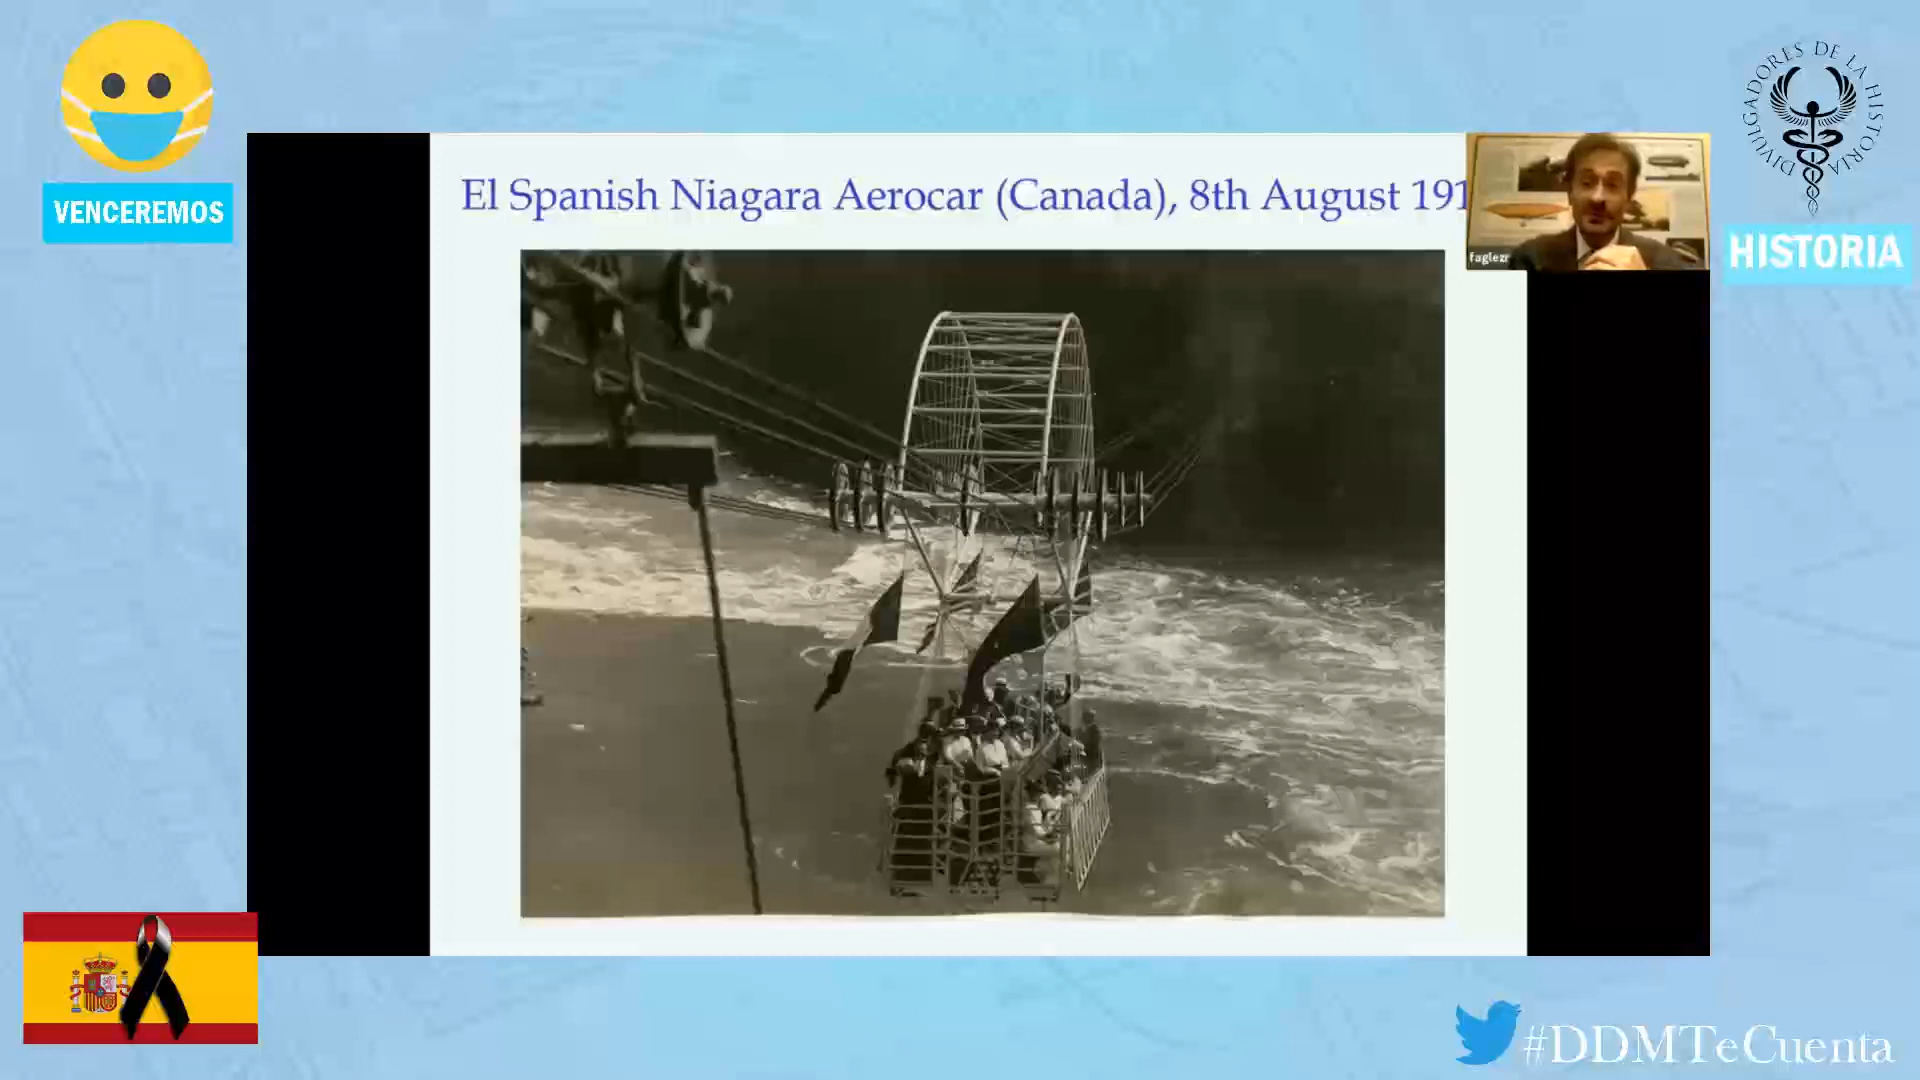 VENCEREMOS
El Spanish Niagara Aerocar (Canada), 8th August 191
faglezr
DIVULGADORES DE LA HISTORIA
HISTORIA
#DDMTeCuenta